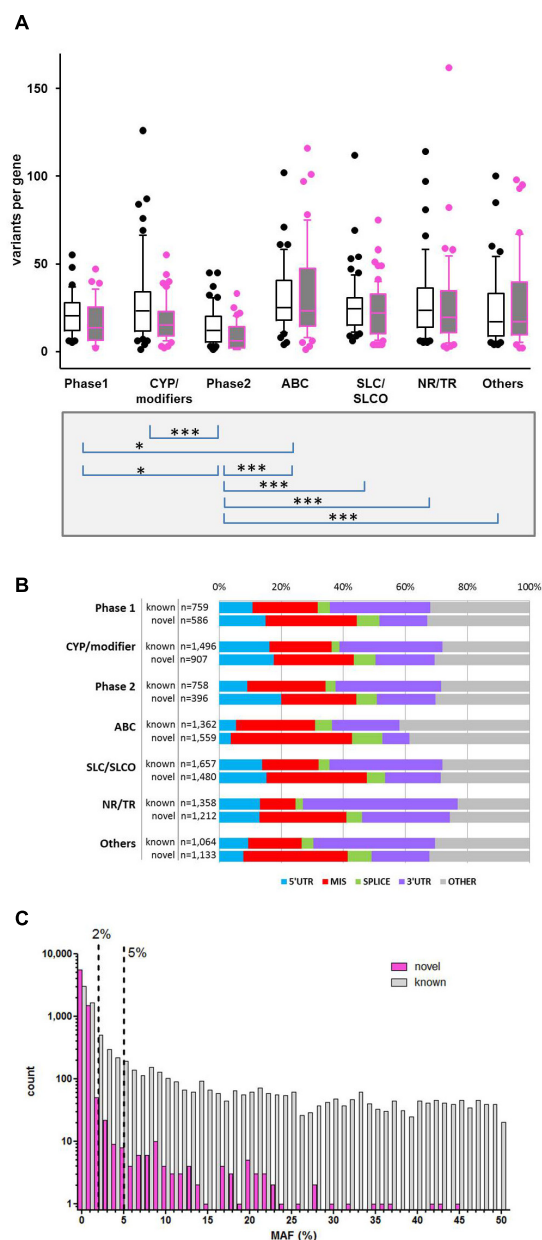 A
variants per gene
150
100
50
0
Phase1 CYP/ modifiers Phase2 ABC SLC/ SLCO NR/TR Others
***
*
* ***
***
***
***
B
0% 20% 40% 60% 80% 100%
Phase 1 known n=759
novel n=586
CYP/modifier known n=1,496
novel n=907
Phase 2 known n=758
novel n=396
ABC known n=1,362
novel n=1,559
SLC/SLCO known n=1,657
novel n=1,480
NR/TR known n=1,358
novel n=1,212
Others known n=1,064
novel n=1,133
5'UTR MIS SPLICE 3'UTR OTHER
C
2%
5%
novel
known
count
10,000
1,000
100
10
1
0 5 10 15 20 25 30 35 40 45 50
MAF (%)